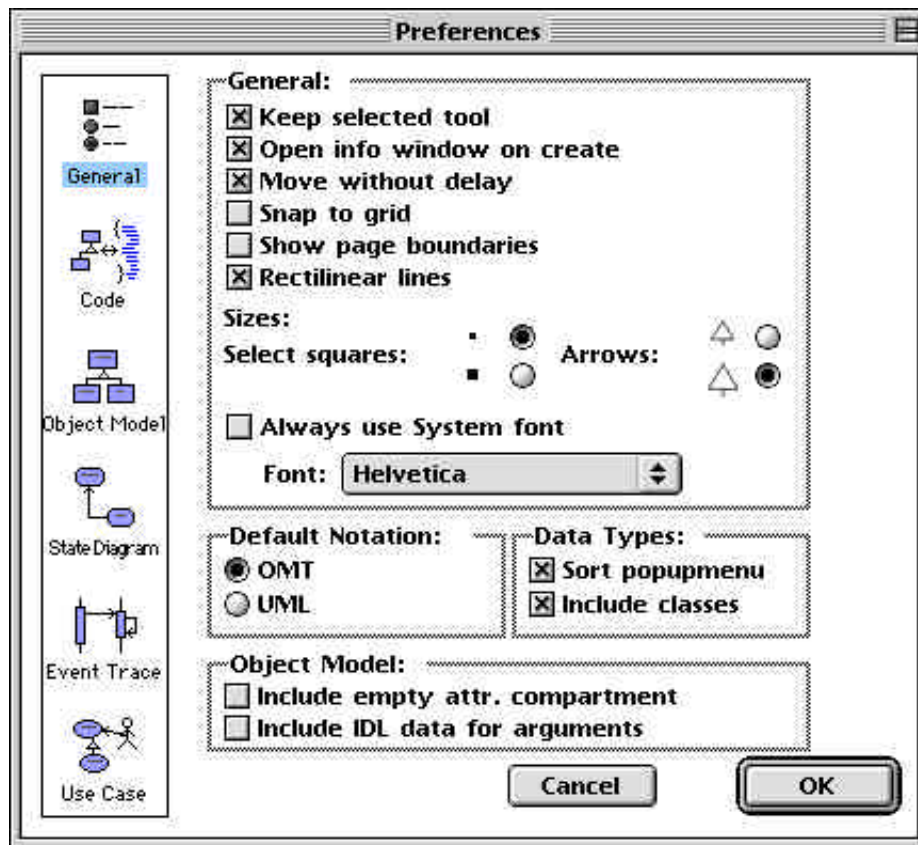 Preferences
General
Code
Object Model
State Diagram
Event Trace
Use Case
General:
Keep selected tool
Open info window on create
Move without delay
Snap to grid
Show page boundaries
Rectilinear lines
Sizes:
Select squares:
Arrows:
Always use System font
Font: Helvetica
Default Notation:
OMT
UML
Data Types:
Sort popupmenu
Include classes
Object Model:
Include empty attr. compartment
Include IDL data for arguments
Cancel
OK